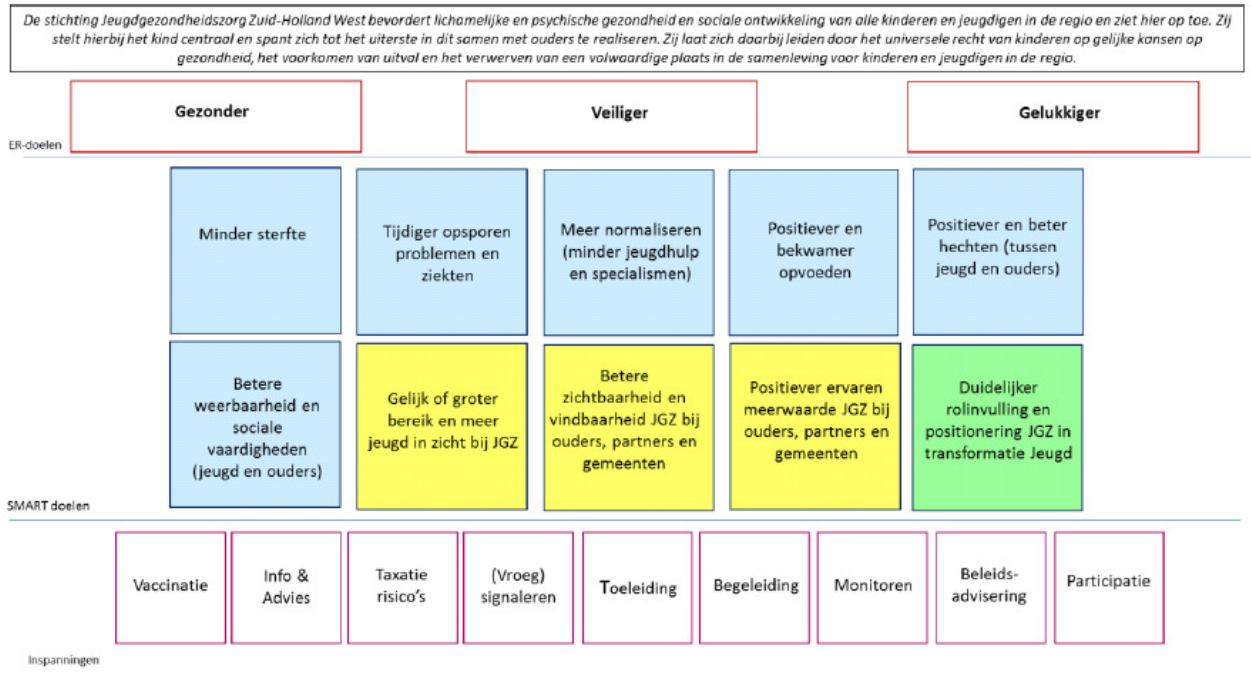 De stichting Jeugdgezondheidszorg Zuid-Holland West bevordert lichamelijke en psychische gezondheid en sociale ontwikkeling van alle kinderen en jeugdigen in de regio en ziet hier op toe. Zij
stelt hierbij het kind centraal en spant zich tot het uiterste in dit samen met ouders te realiseren. Zij laat zich daarbij leiden door het universele recht van kinderen op gelijke kansen op
gezondheid, het voorkomen van uitval en het verwerven van een volwaardige plaats in de samenleving voor kinderen en jeugdigen in de regio.
Gezonder
Veiliger
Gelukkiger
ER-doelen
Minder sterfte
Tijdiger opsporen
problemen en
ziekten
Meer normaliseren
(minder jeugdhulp
en specialismen)
Positiever en
bekwamer
opvoeden
Positiever en beter
hechten (tussen
jeugd en ouders)
Betere
weerbaarheid en
sociale
vaardigheden
(jeugd en ouders)
Gelijk of groter
bereik en meer
jeugd in zicht bij JGZ
Betere
zichtbaarheid en
vindbaarheid JGZ bij
ouders, partners en
gemeenten
Positiever ervaren
meerwaarde JGZ bij
ouders, partners en
gemeenten
Duidelijker
rolinvulling en
positionering JGZ in
transformatie Jeugd
SMART doelen
Vaccinatie
Info &
Advies
Taxatie
risico's
(Vroeg)
signaleren
Toeleiding
Begeleiding
Monitoren
Beleids-
advisering
Participatie
Inspanningen